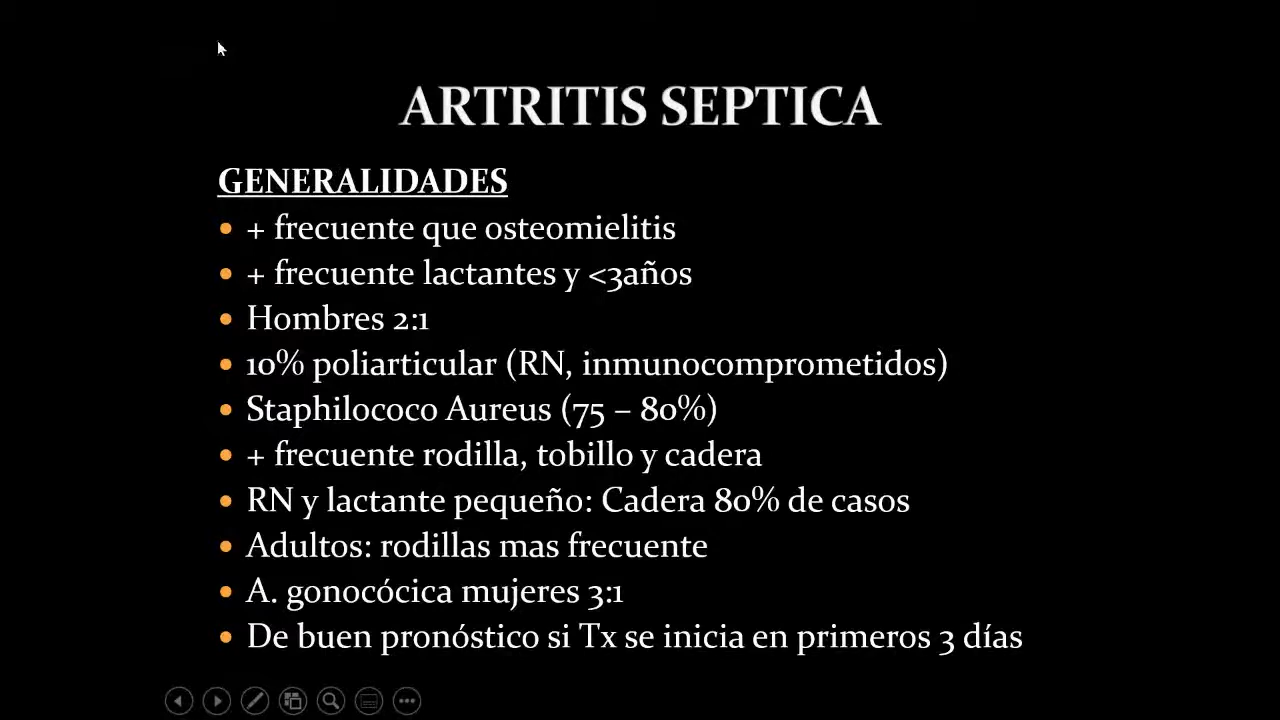 ARTRITIS SEPTICA
GENERALIDADES
+ frecuente que osteomielitis
+ frecuente lactantes y <3años
Hombres 2:1
10% poliarticular (RN, inmunocomprometidos)
Staphilococo Aureus (75 – 80%)
+ frecuente rodilla, tobillo y cadera
RN y lactante pequeño: Cadera 80% de casos
Adultos: rodillas mas frecuente
A. gonocócica mujeres 3:1
De buen pronóstico si Tx se inicia en primeros 3 días